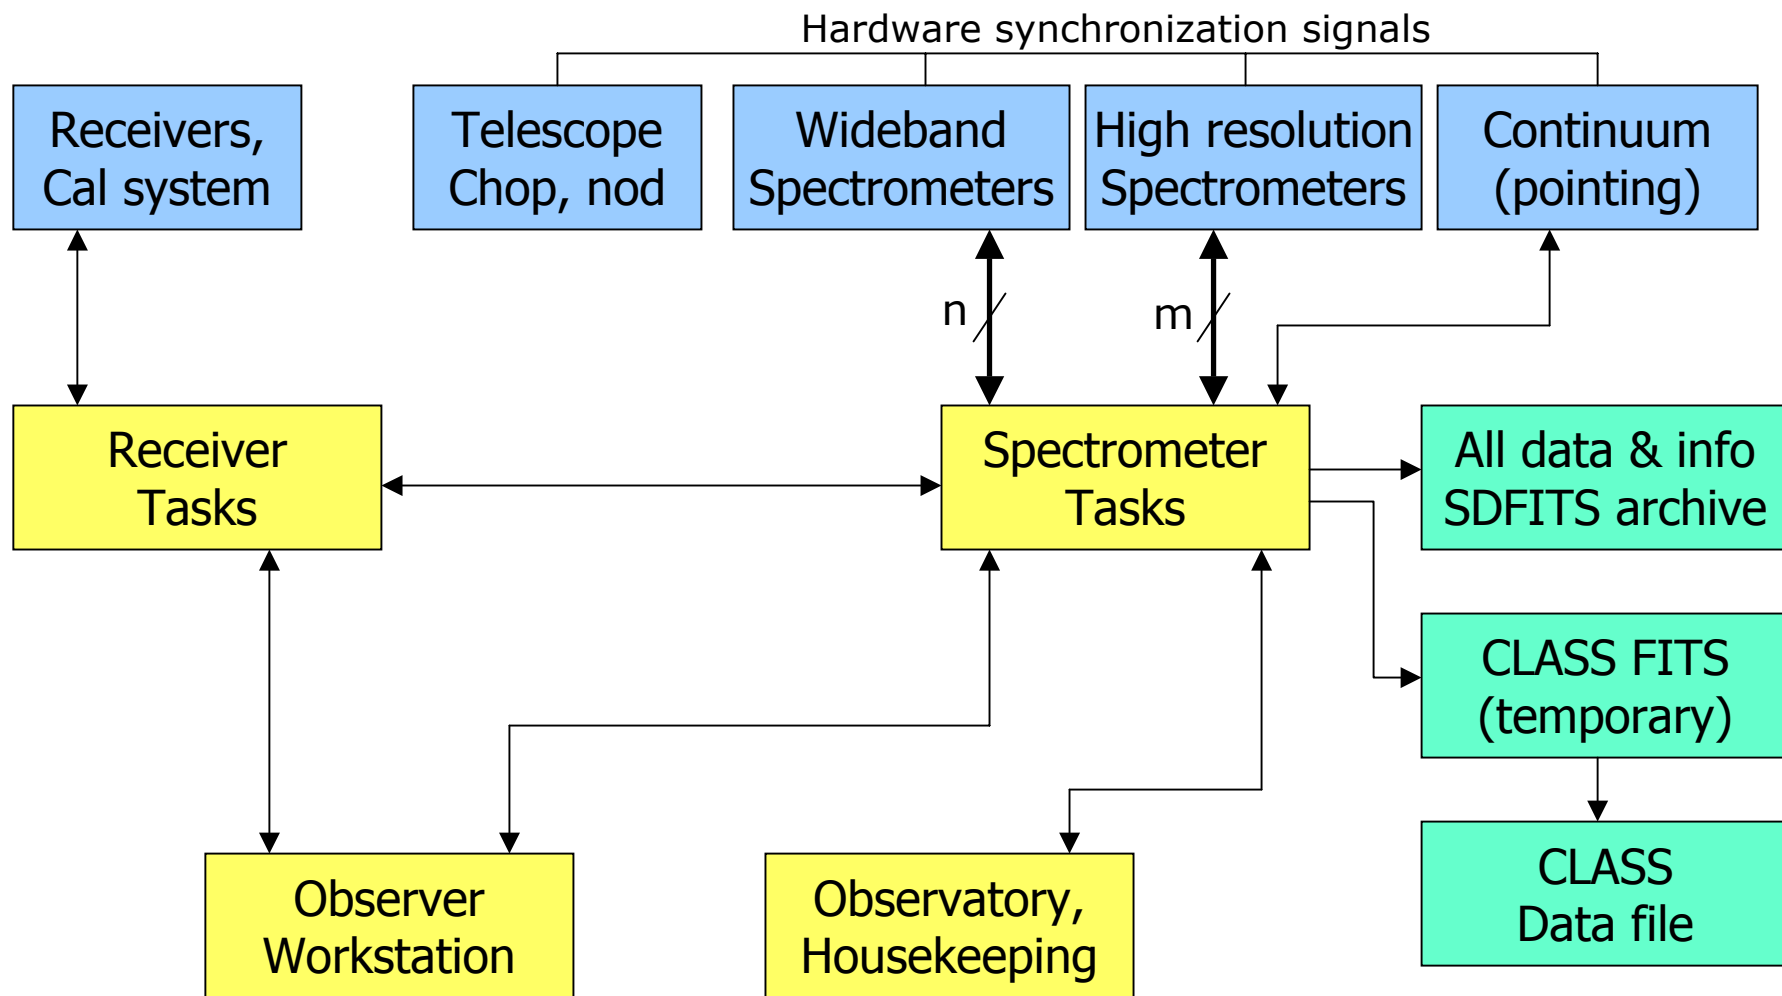 Hardware synchronization signals
Receivers,
Cal system
Telescope
Chop, nod
Wideband
Spectrometers
High resolution
Spectrometers
Continuum
(pointing)
n
m
Receiver
Tasks
Spectrometer
Tasks
All data & info
SDFITS archive
CLASS FITS
(temporary)
Observer
Workstation
Observatory,
Housekeeping
CLASS
Data file